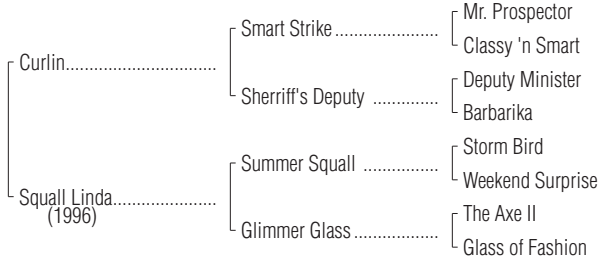 Mr. Prospector
Smart Strike....................
Classy 'n Smart
Curlin...............................
Deputy Minister
Sherriff's Deputy ..............
Barbarika
Storm Bird
Summer Squall ................
Weekend Surprise
Squall Linda.....................
(1996)
The Axe II
Glimmer Glass..................
Glass of Fashion